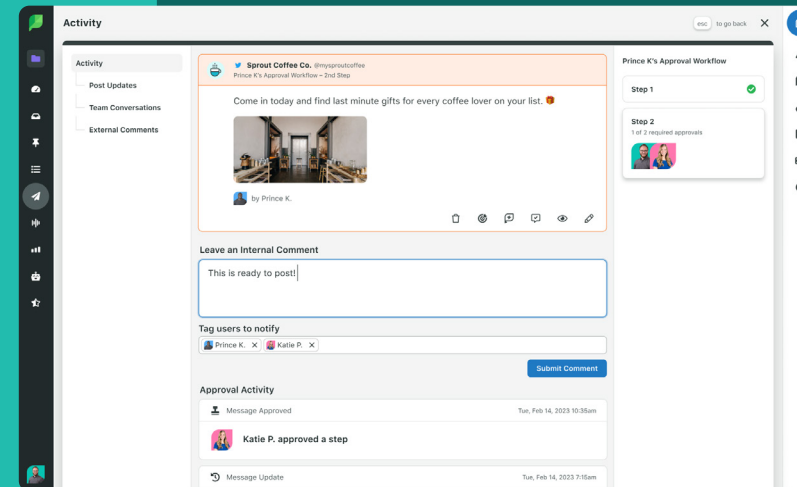 Activity
esc to go back
Activity
Post Updates
Team Conversations
External Comments
Sprout Coffee Co. @mysproutcoffee
Prince K's Approval Workflow – 2nd Step
Come in today and find last minute gifts for every coffee lover on your list.
by Prince K.
Leave an Internal Comment
This is ready to post!
Tag users to notify
Prince K. X Katie P. X
Submit Comment
Approval Activity
Message Approved Tue, Feb 14, 2023 10:35am
Katie P. approved a step
Message Update Tue, Feb 14, 2023 7:15am
Prince K's Approval Workflow
Step 1
Step 2
1 of 2 required approvals